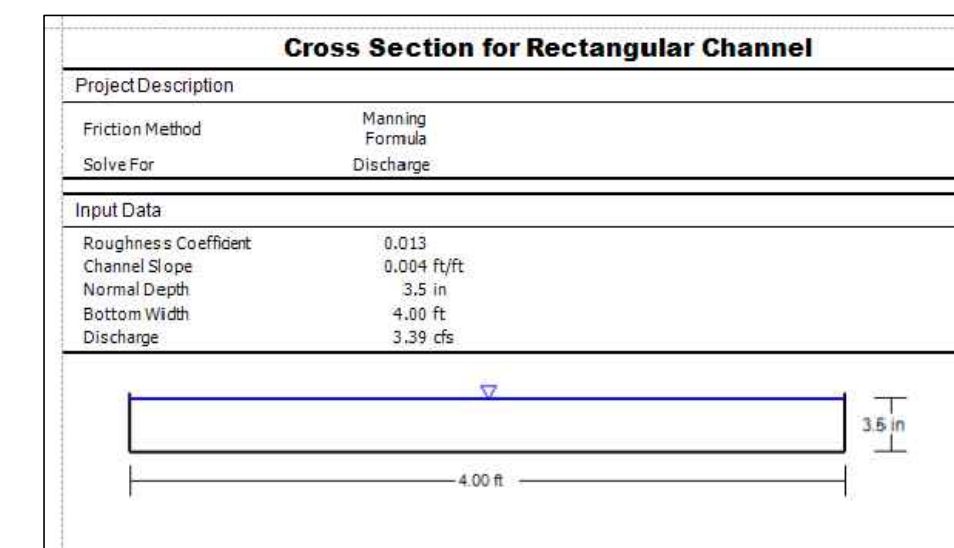 Cross Section for Rectangular Channel
Project Description
Friction Method Manning Formula
Solve For Discharge
Input Data
Roughness Coefficient 0.013
Channel Slope 0.004 ft/ft
Normal Depth 3.5 in
Bottom Width 4.00 ft
Discharge 3.39 cfs
3.5 in
4.00 ft